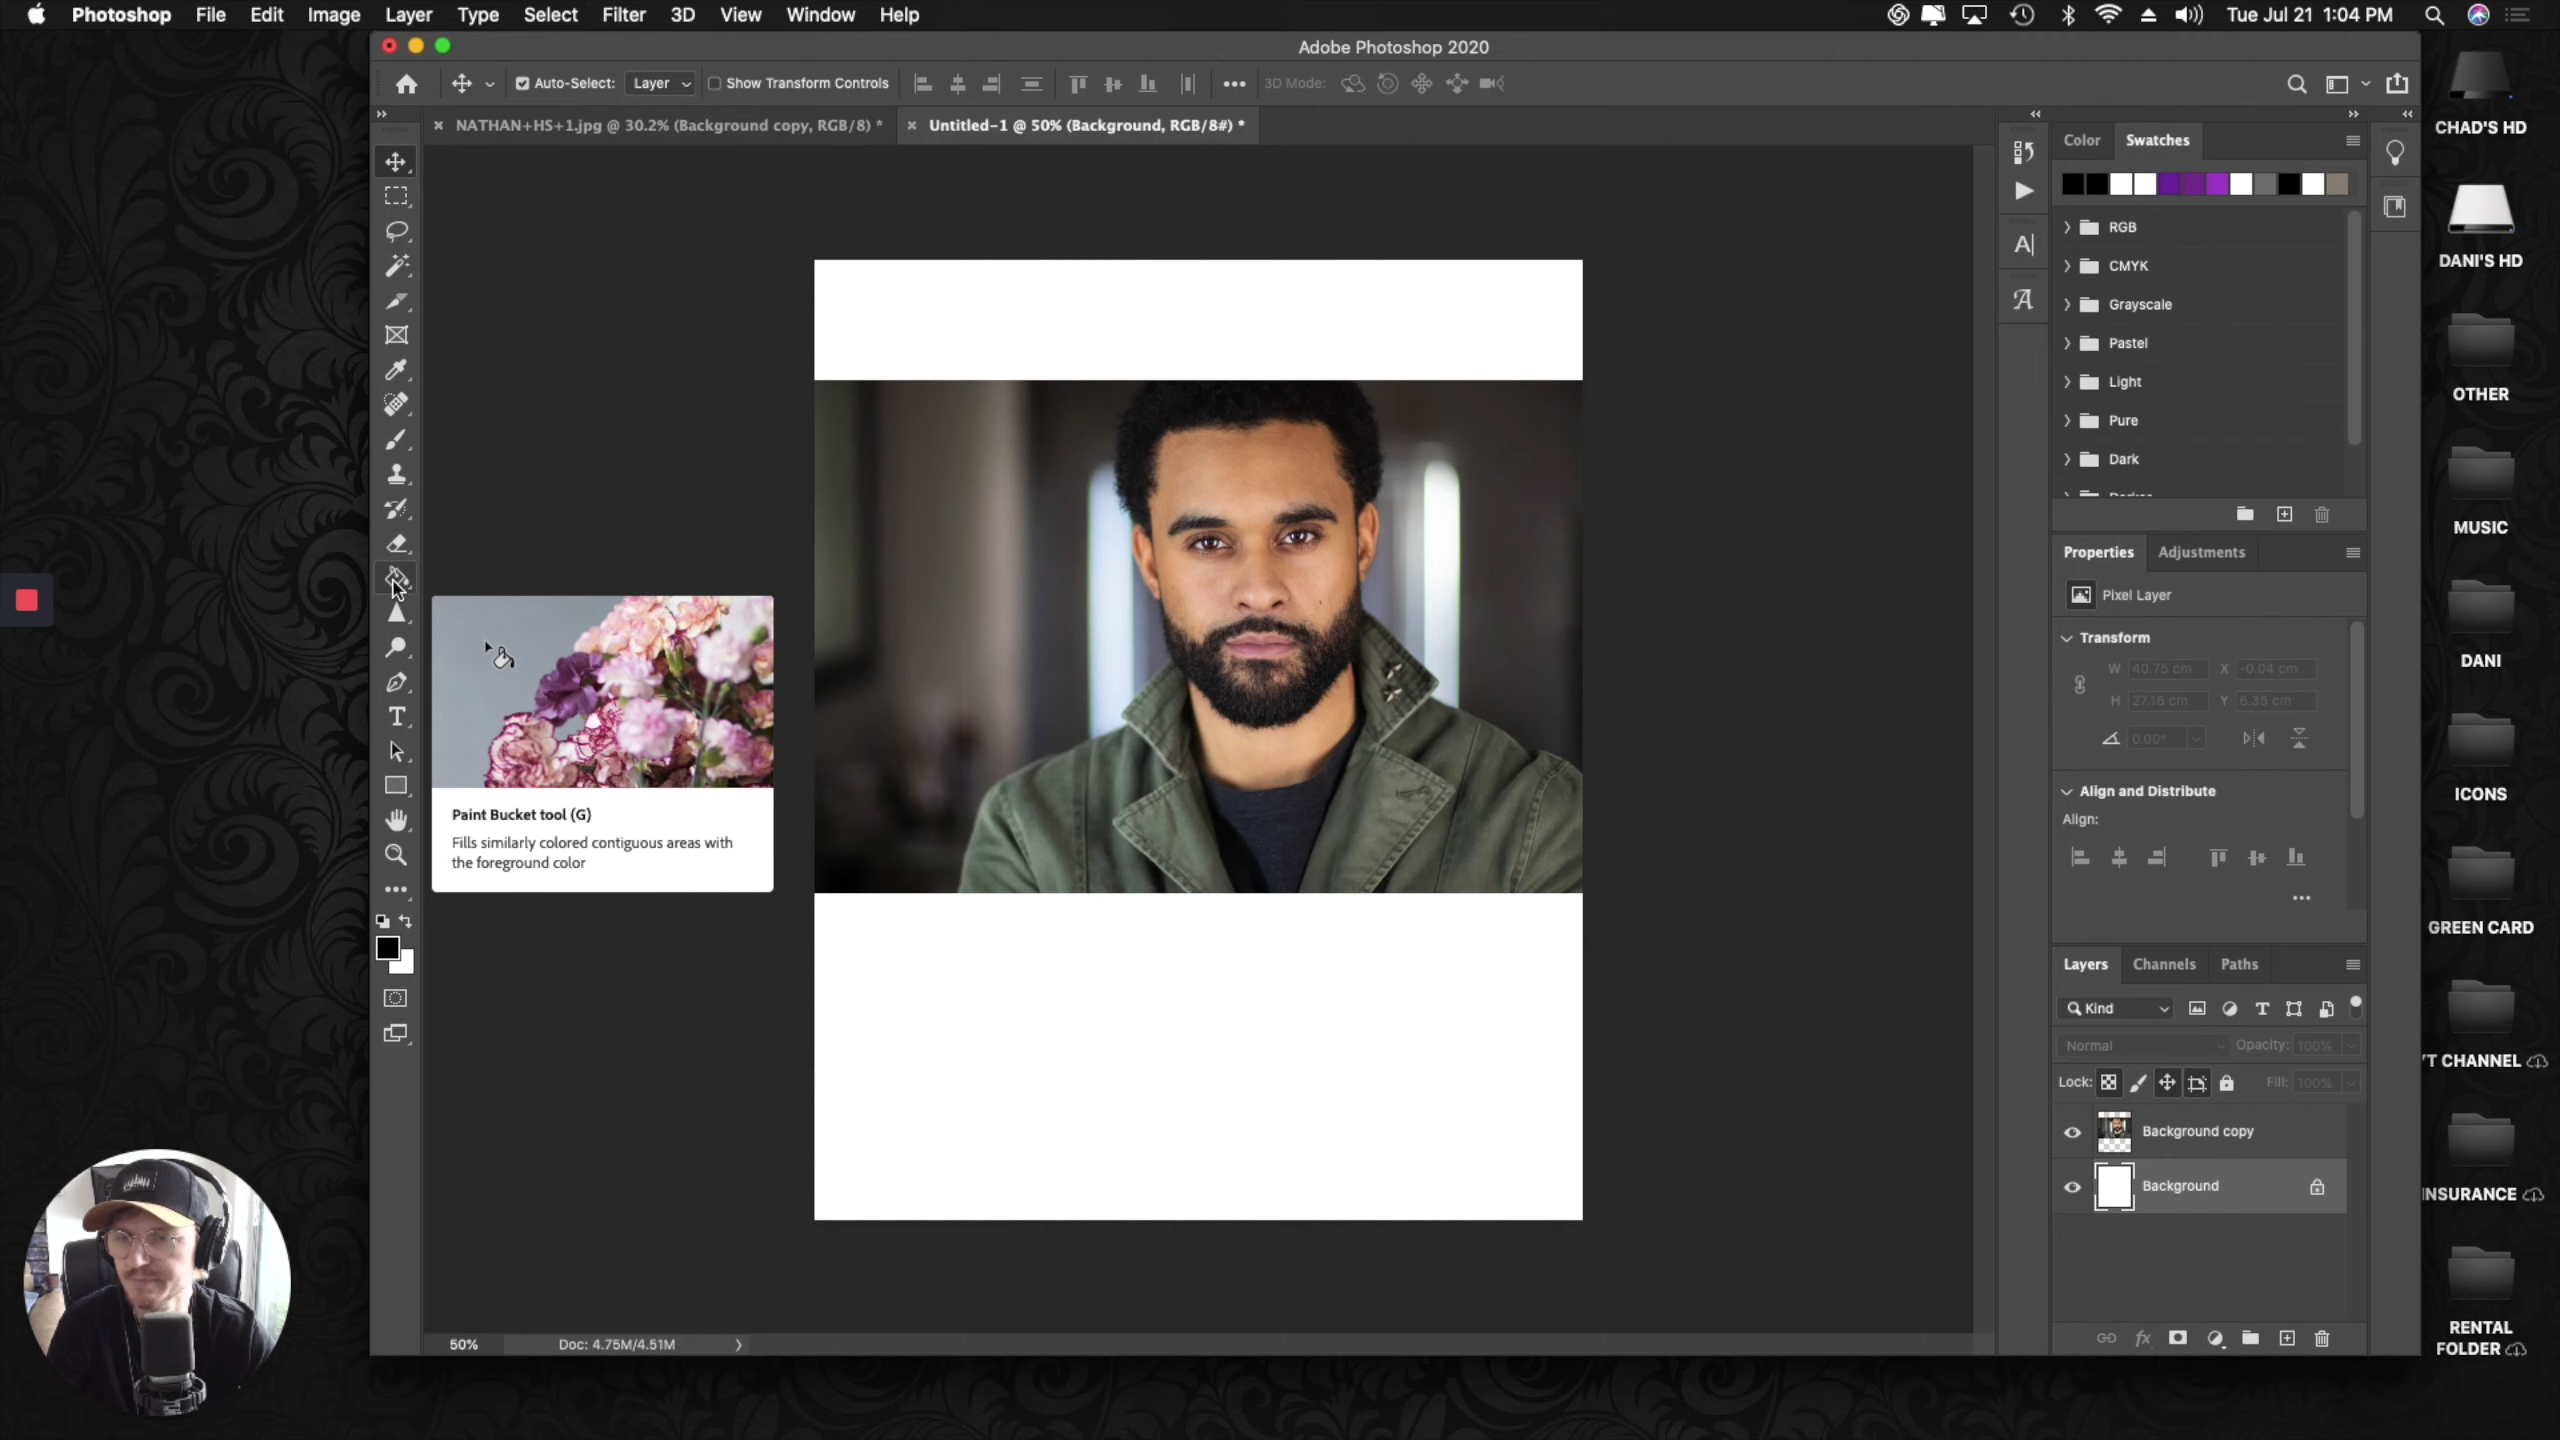 Photoshop File Edit Image Layer Type Select Filter 3D View Window Help Tue Jul 21 1:04 PM
Adobe Photoshop 2020
Auto-Select: Layer Show Transform Controls 3D Mode:
NATHAN+HS+1.jpg @ 30.2% (Background copy, RGB/8) * Untitled-1 @ 50% (Background, RGB/8#) *
Color Swatches
RGB
CMYK
Grayscale
Pastel
Light
Pure
Dark
Properties Adjustments
Pixel Layer
Transform
W 40.75 cm X -0.04 cm
H 27.16 cm Y 6.35 cm
0.00°
Align and Distribute
Align:
Layers Channels Paths
Kind
Normal Opacity: 100%
Lock: Fill: 100%
Background copy
Background
Paint Bucket tool (G)
Fills similarly colored contiguous areas with
the foreground color
50% Doc: 4.75M/4.51M
CHAD'S HD
DANI'S HD
OTHER
MUSIC
DANI
ICONS
GREEN CARD
YT CHANNEL
INSURANCE
RENTAL
FOLDER